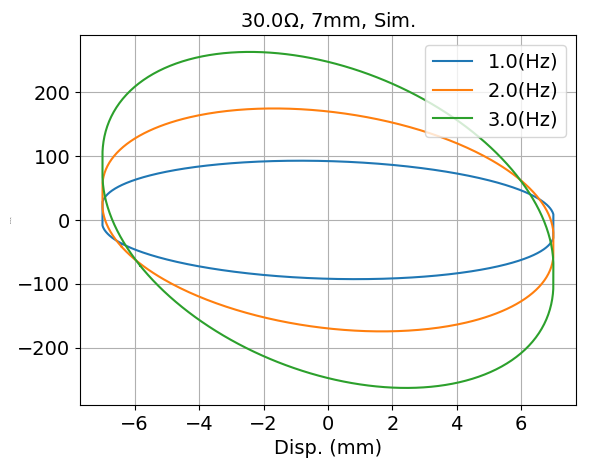 30.0Ω, 7mm, Sim.
1.0(Hz)
2.0(Hz)
3.0(Hz)
200
100
0
−100
−200
−6 −4 −2 0 2 4 6
Disp. (mm)